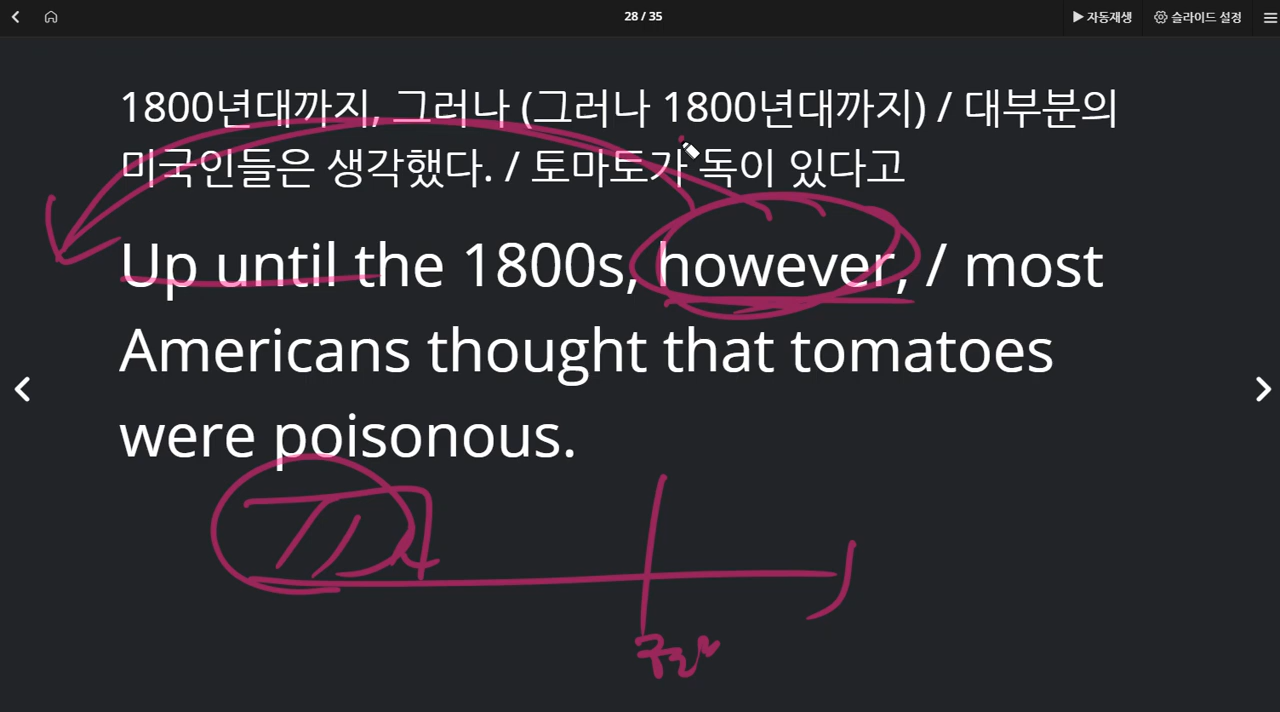 28 / 35
▶ 자동재생
슬라이드 설정
1800년대까지, 그러나 (그러나 1800년대까지) / 대부분의
미국인들은 생각했다. / 토마토가 독이 있다고
Up until the 1800s, however, / most
Americans thought that tomatoes
were poisonous.